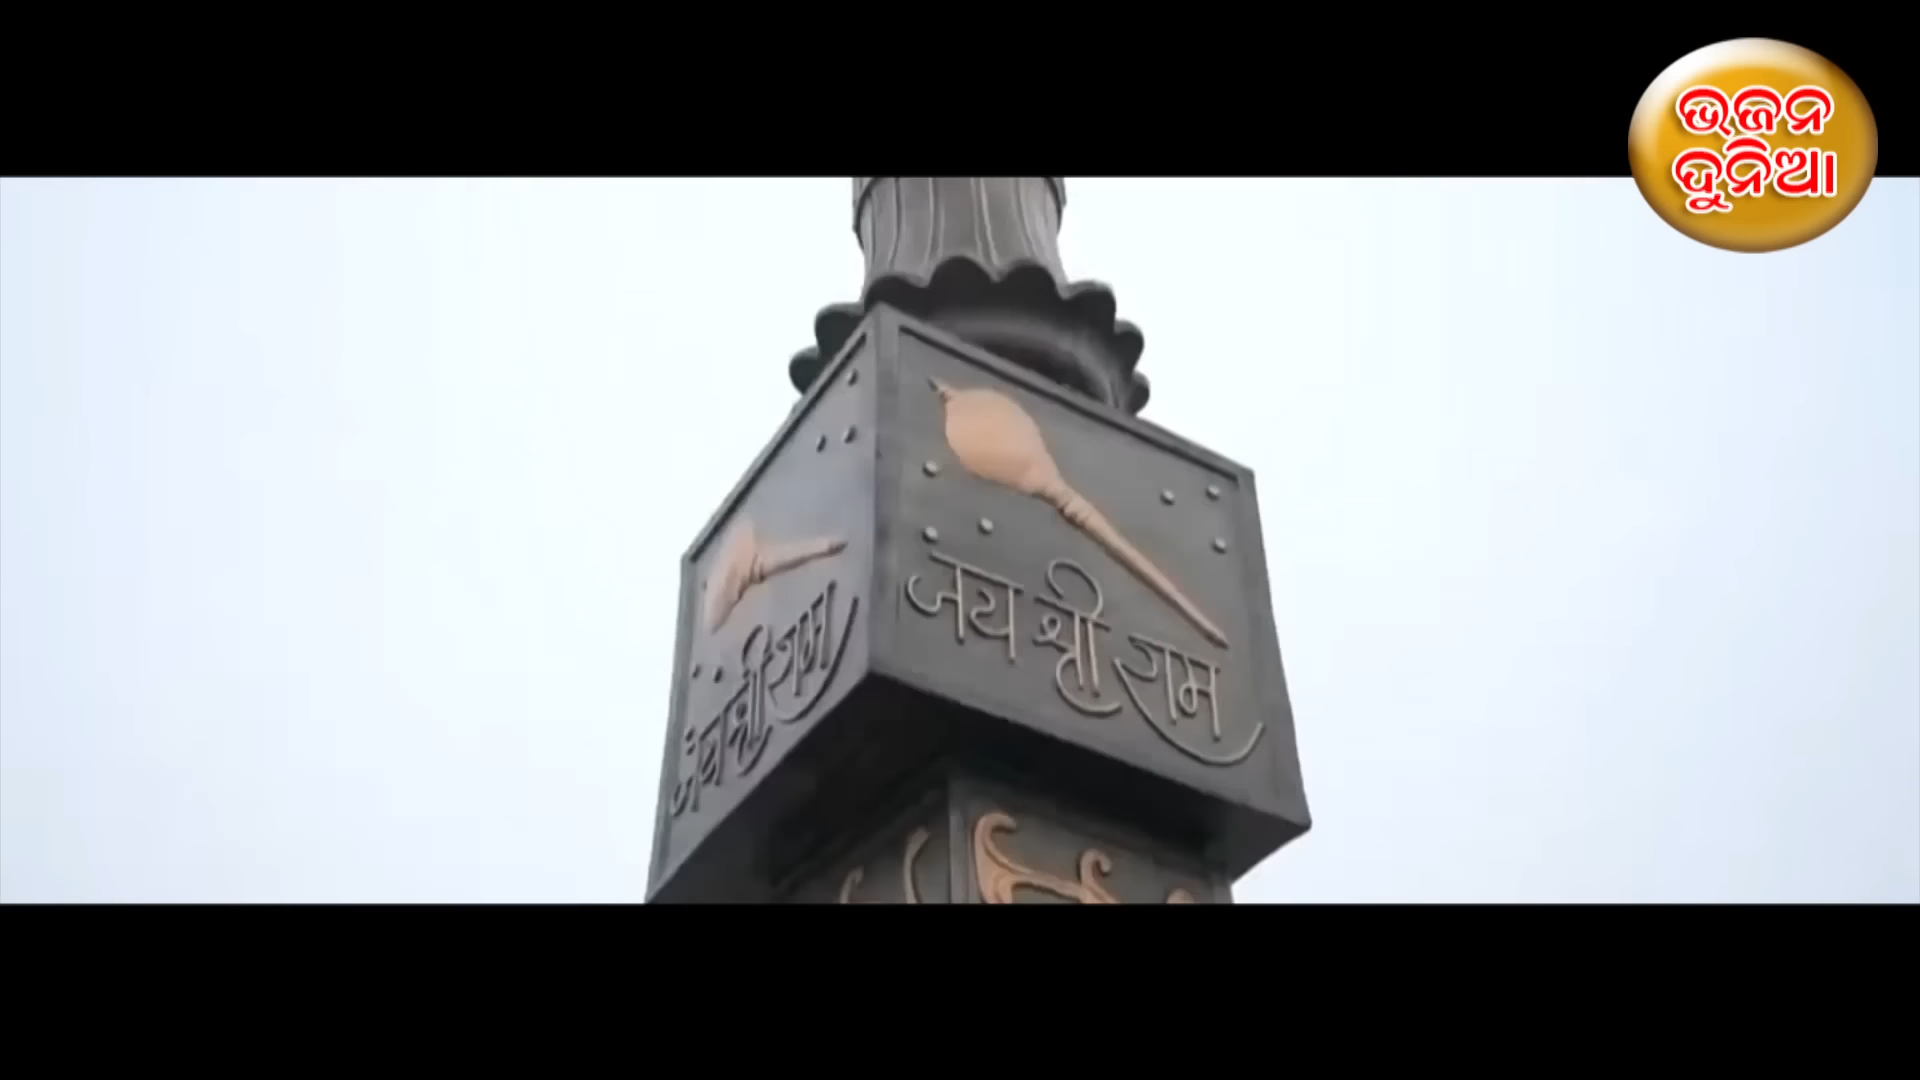 ଭଜନ
ଦୁନିଆ
जय श्री राम
जय श्री राम